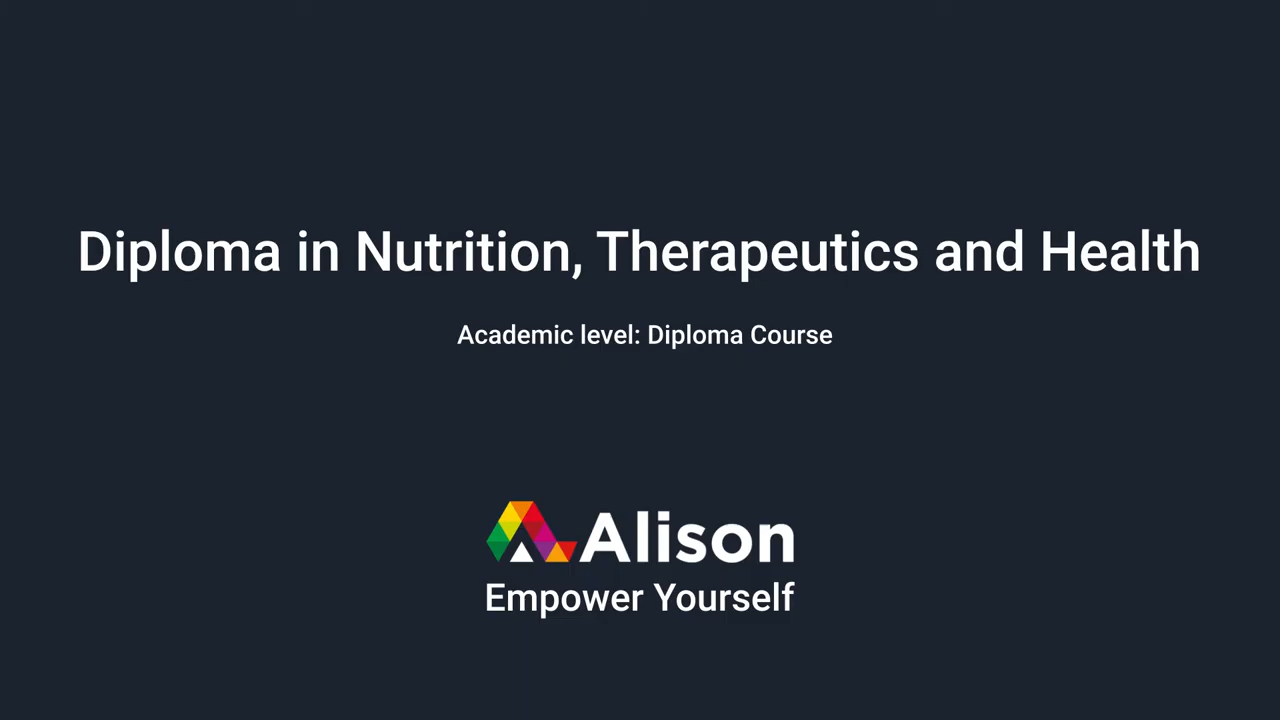 Diploma in Nutrition, Therapeutics and Health
Academic level: Diploma Course
Alison
Empower Yourself